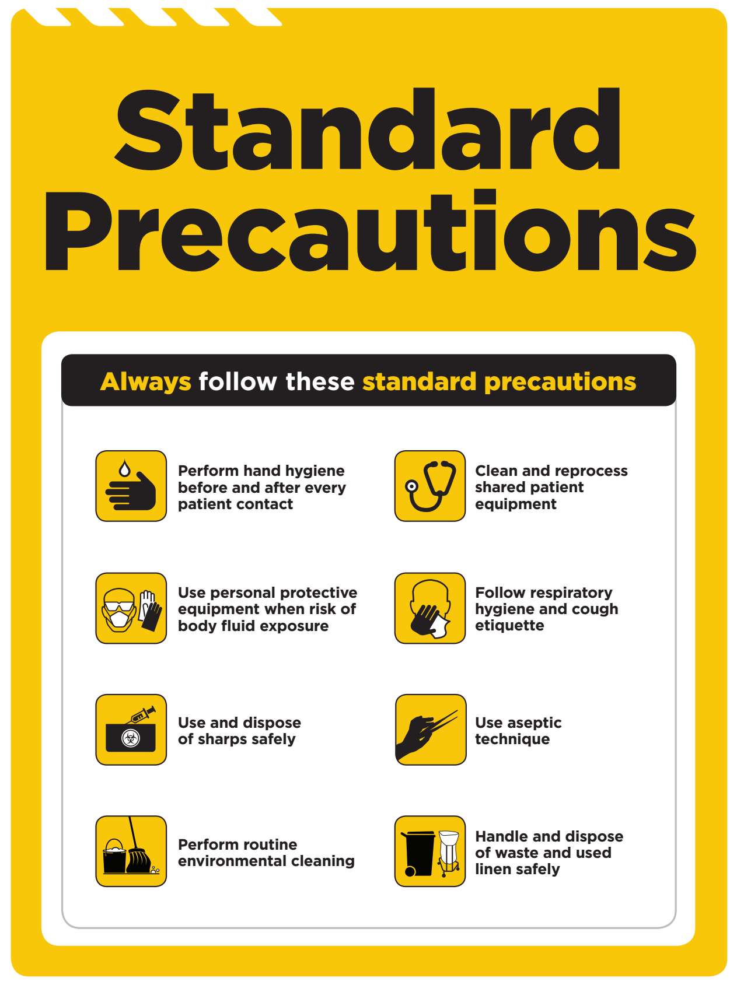 Standard
Precautions
Always follow these standard precautions
Perform hand hygiene
before and after every
patient contact
Clean and reprocess
shared patient
equipment
Use personal protective
equipment when risk of
body fluid exposure
Follow respiratory
hygiene and cough
etiquette
Use and dispose
of sharps safely
Use aseptic
technique
Perform routine
environmental cleaning
Handle and dispose
of waste and used
linen safely